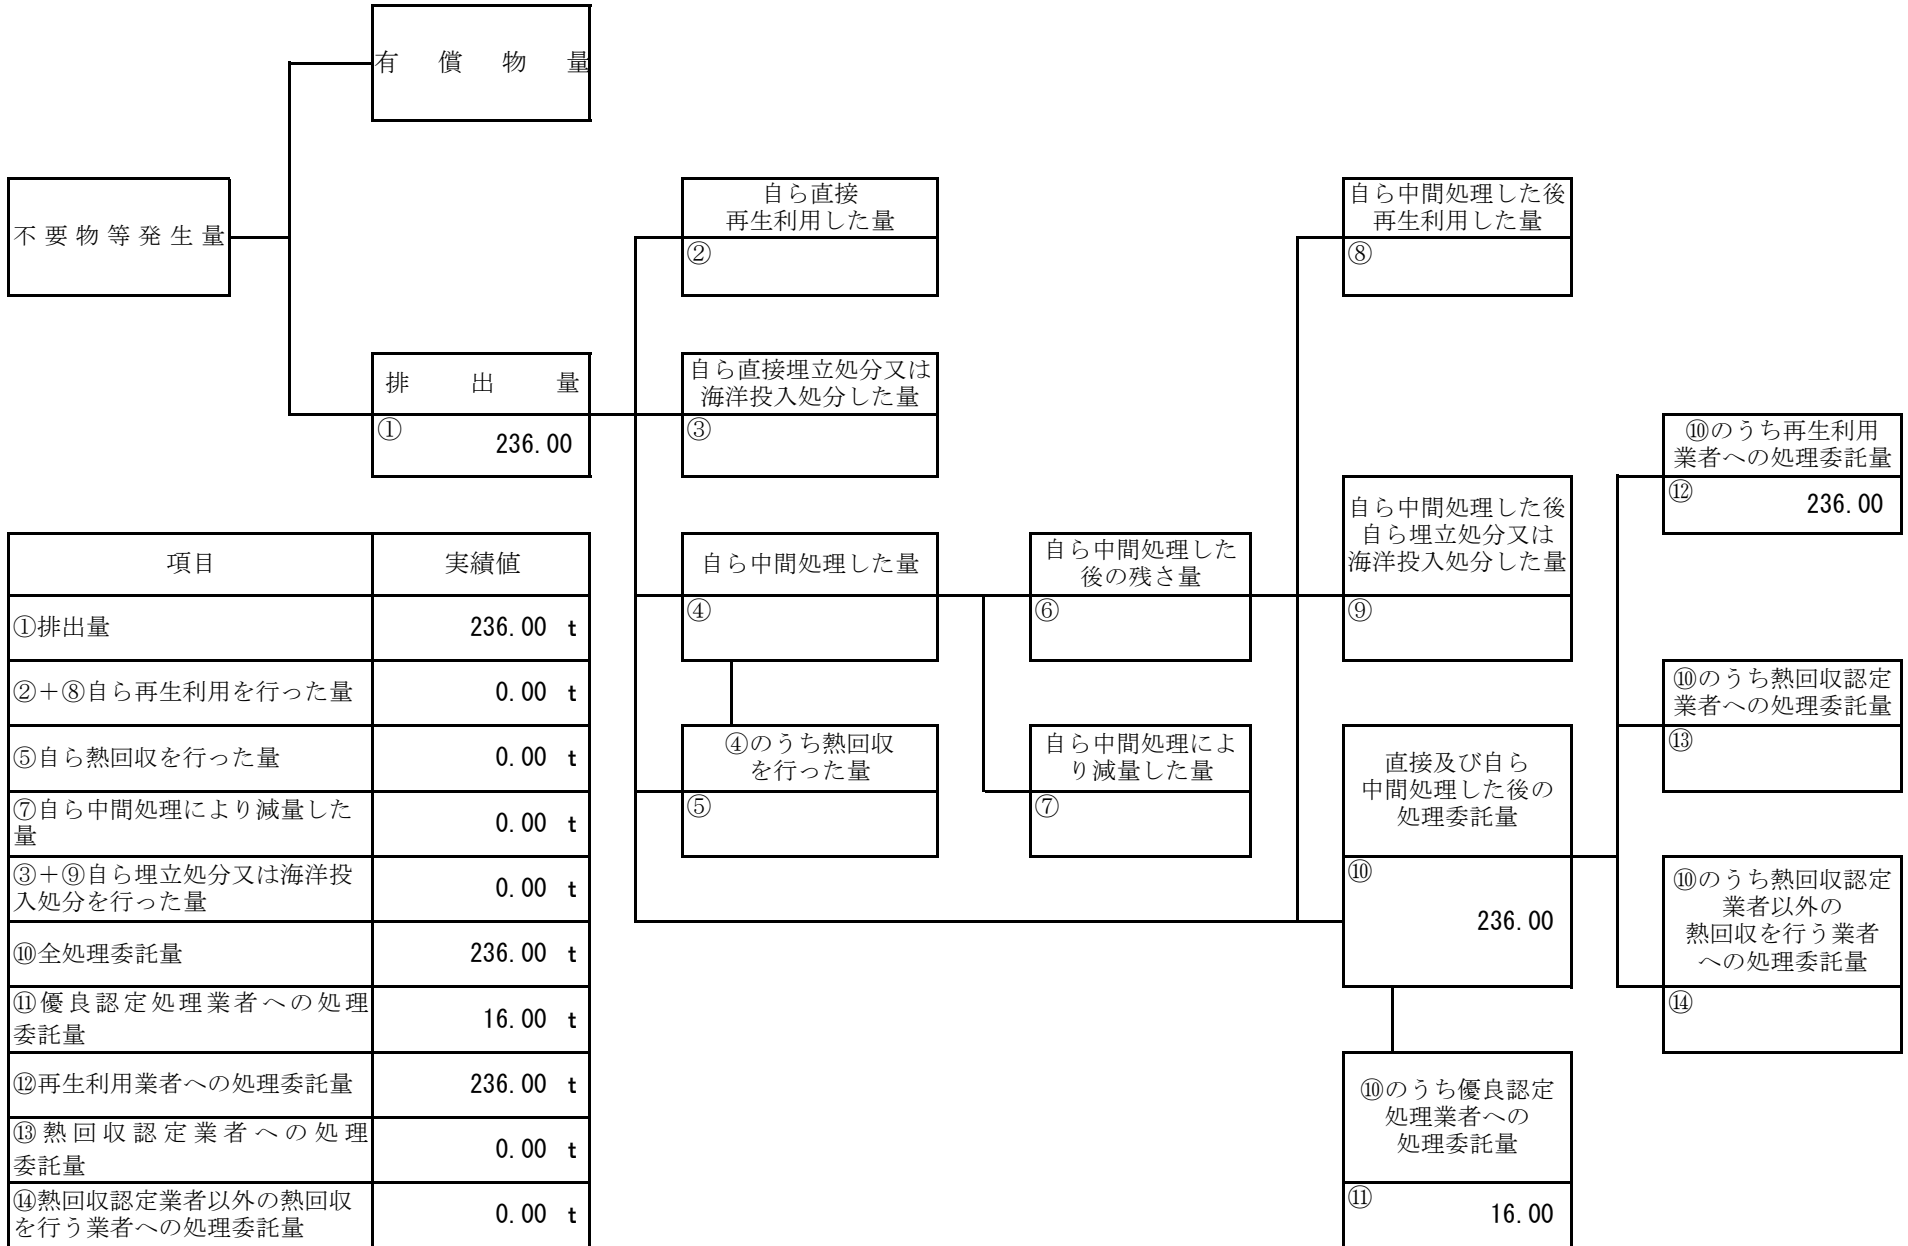 有償物量
不要物等発生量
排出量
①
236.00
自ら直接
再生利用した量
②
自ら直接埋立処分又は
海洋投入処分した量
③
自ら中間処理した量
④
④のうち熱回収
を行った量
⑤
自ら中間処理した
後の残さ量
⑥
自ら中間処理によ
り減量した量
⑦
自ら中間処理した後
再生利用した量
⑧
自ら中間処理した後
自ら埋立処分又は
海洋投入処分した量
⑨
直接及び自ら
中間処理した後の
処理委託量
⑩
236.00
⑩のうち優良認定
処理業者への
処理委託量
⑪
16.00
⑩のうち再生利用
業者への処理委託量
⑫
236.00
⑩のうち熱回収認定
業者への処理委託量
⑬
⑩のうち熱回収認定
業者以外の
熱回収を行う業者
への処理委託量
⑭
項目 実績値
①排出量 236.00 t
②+⑧自ら再生利用を行った量 0.00 t
⑤自ら熱回収を行った量 0.00 t
⑦自ら中間処理により減量した
量 0.00 t
③+⑨自ら埋立処分又は海洋投
入処分を行った量 0.00 t
⑩全処理委託量 236.00 t
⑪優良認定処理業者への処理
委託量 16.00 t
⑫再生利用業者への処理委託量 236.00 t
⑬熱回収認定業者への処理
委託量 0.00 t
⑭熱回収認定業者以外の熱回収
を行う業者への処理委託量 0.00 t